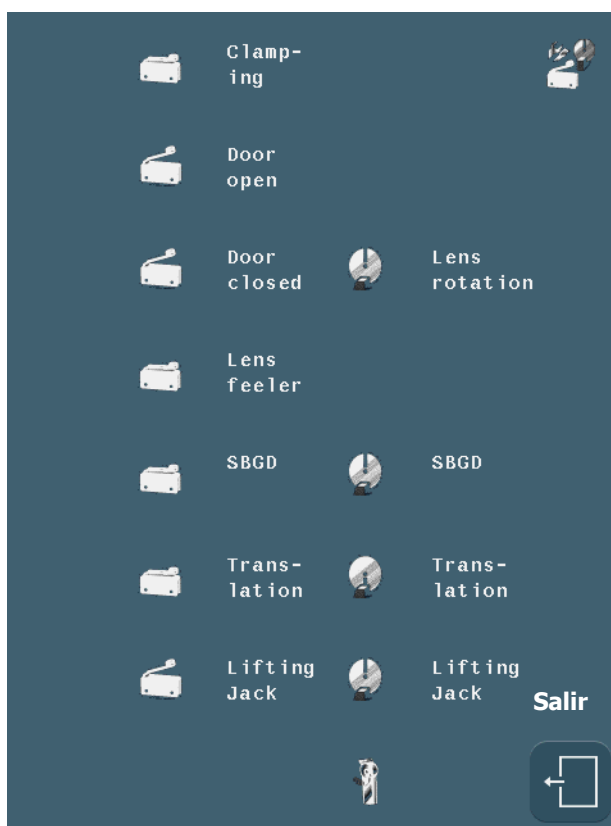 Clamp-
ing
Door
open
Door
closed
Lens
rotation
Lens
feeler
SBGD
SBGD
Trans-
lation
Trans-
lation
Lifting
Jack
Lifting
Jack
Salir